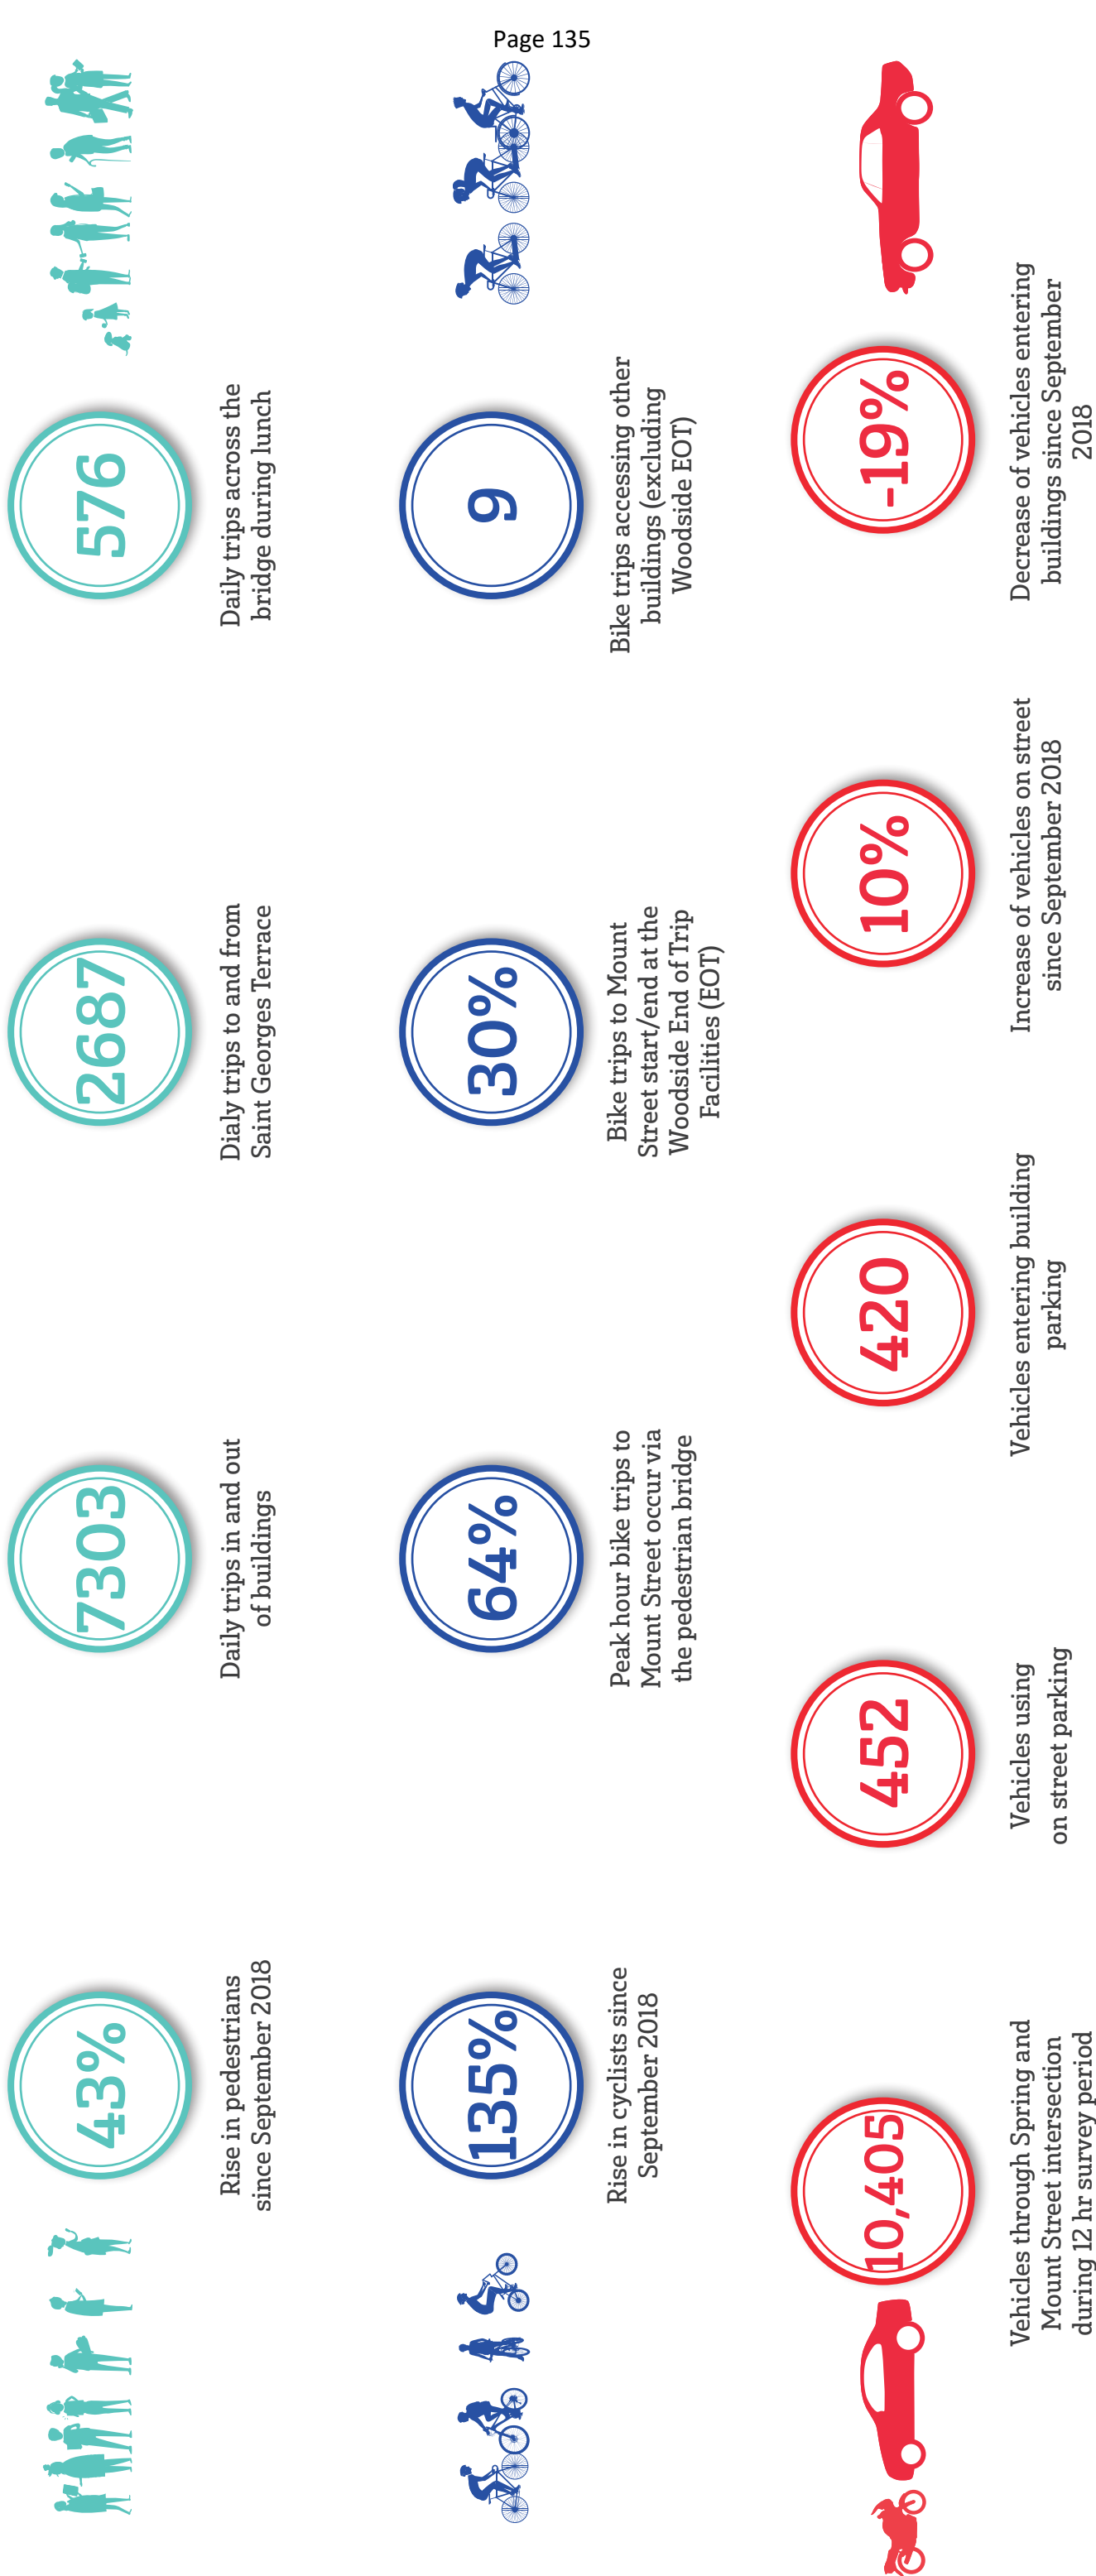 Page 135
43%
Rise in pedestrians
since September 2018
7303
Daily trips in and out
of buildings
2687
Dialy trips to and from
Saint Georges Terrace
576
Daily trips across the
bridge during lunch
135%
Rise in cyclists since
September 2018
64%
Peak hour bike trips to
Mount Street occur via
the pedestrian bridge
30%
Bike trips to Mount
Street start/end at the
Woodside End of Trip
Facilities (EOT)
9
Bike trips accessing other
buildings (excluding
Woodside EOT)
10,405
Vehicles through Spring and
Mount Street intersection
during 12 hr survey period
452
Vehicles using
on street parking
420
Vehicles entering building
parking
10%
Increase of vehicles on street
since September 2018
-19%
Decrease of vehicles entering
buildings since September
2018